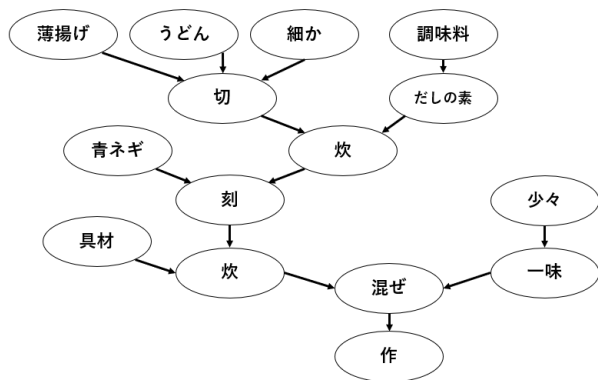 薄揚げ
うどん
細か
調味料
切
だしの素
青ネギ
炊
刻
少々
具材
炊
混ぜ
一味
作